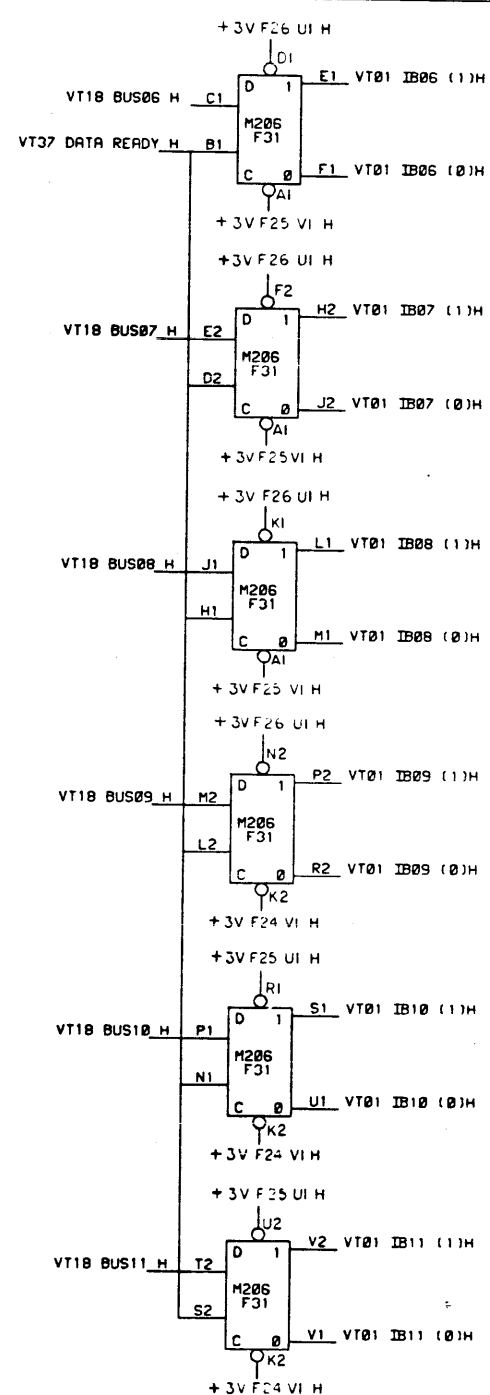 +3V F26 U1 H
D1
D 1 E1 VT01 IB06 (1)H
VT18 BUS06 H C1
M206
F31
VT37 DATA READY H B1
C 0 F1 VT01 IB06 (0)H
A1
+3V F25 V1 H
+3V F26 U1 H
F2
D 1 H2 VT01 IB07 (1)H
VT18 BUS07 H E2
M206
F31
D2
C 0 J2 VT01 IB07 (0)H
A1
+3V F25 V1 H
+3V F26 U1 H
K1
D 1 L1 VT01 IB08 (1)H
VT18 BUS08 H J1
M206
F31
H1
C 0 M1 VT01 IB08 (0)H
A1
+3V F25 V1 H
+3V F26 U1 H
N2
D 1 P2 VT01 IB09 (1)H
VT18 BUS09 H M2
M206
F31
L2
C 0 R2 VT01 IB09 (0)H
K2
+3V F24 V1 H
+3V F25 U1 H
R1
D 1 S1 VT01 IB10 (1)H
VT18 BUS10 H P1
M206
F31
N1
C 0 U1 VT01 IB10 (0)H
K2
+3V F24 V1 H
+3V F25 U1 H
U2
D 1 V2 VT01 IB11 (1)H
VT18 BUS11 H T2
M206
F31
S2
C 0 V1 VT01 IB11 (0)H
K2
+3V F24 V1 H